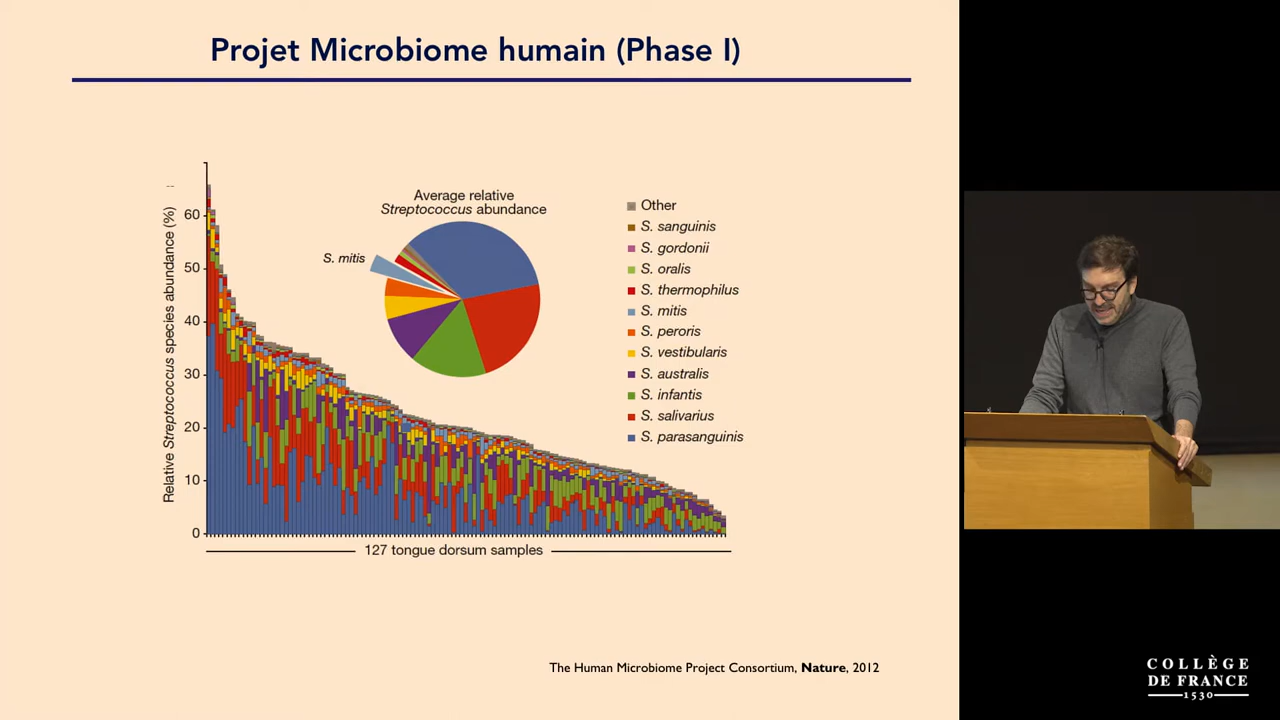 Projet Microbiome humain (Phase I)
Relative Streptococcus species abundance (%)
60
50
40
30
20
10
0
Average relative
Streptococcus abundance
S. mitis
Other
S. sanguinis
S. gordonii
S. oralis
S. thermophilus
S. mitis
S. peroris
S. vestibularis
S. australis
S. infantis
S. salivarius
S. parasanguinis
127 tongue dorsum samples
The Human Microbiome Project Consortium, Nature, 2012
COLLÈGE
DE FRANCE
1530